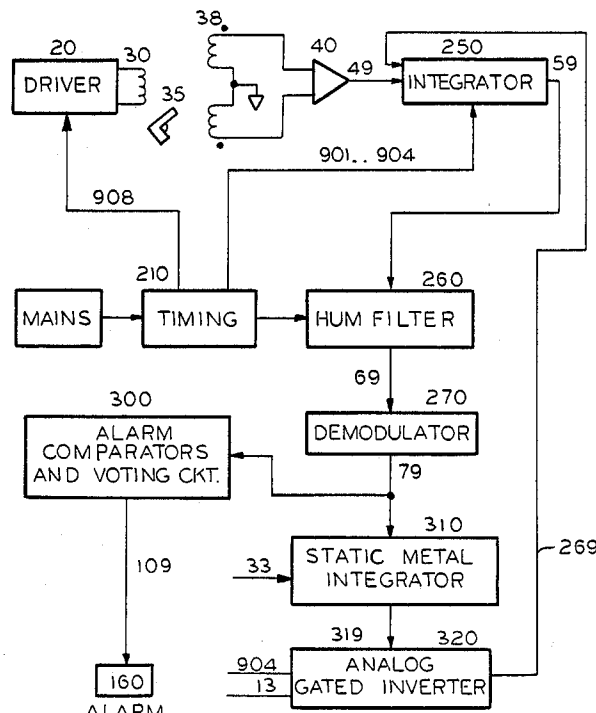 38
20
30
40
250
DRIVER
49
INTEGRATOR
59
35
901.. 904
908
210
260
MAINS
TIMING
HUM FILTER
69
270
300
DEMODULATOR
ALARM
COMPARATORS
AND VOTING CKT.
79
310
109
33
STATIC METAL
INTEGRATOR
269
319
320
904
13
ANALOG
GATED INVERTER
160
ALARM